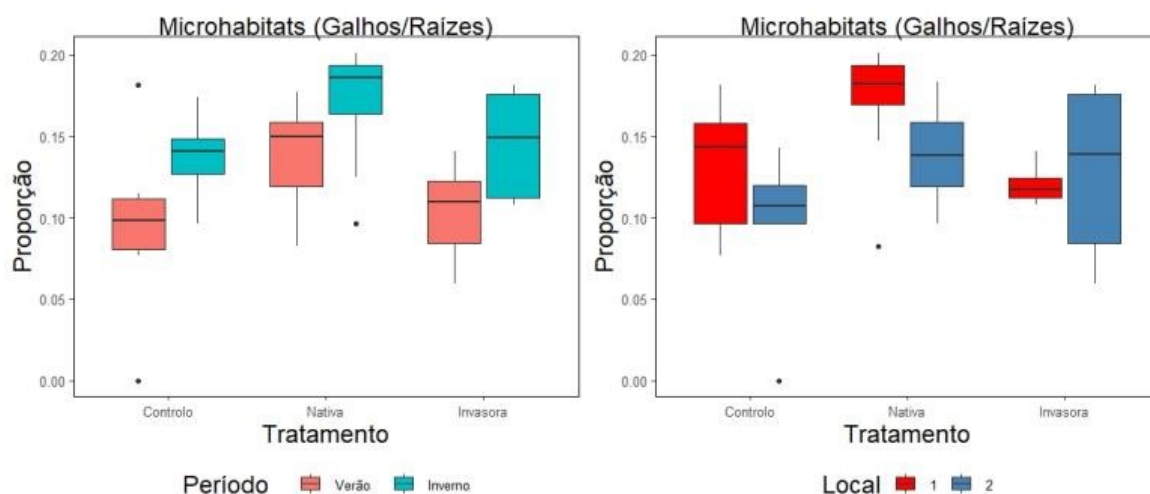 Microhabitats (Galhos/Raízes)
Proporção
0.20
0.15
0.10
0.05
0.00
Controlo Nativa Invasora
Tratamento
Período Verão Inverno
Microhabitats (Galhos/Raízes)
Proporção
0.20
0.15
0.10
0.05
0.00
Controlo Nativa Invasora
Tratamento
Local 1 2